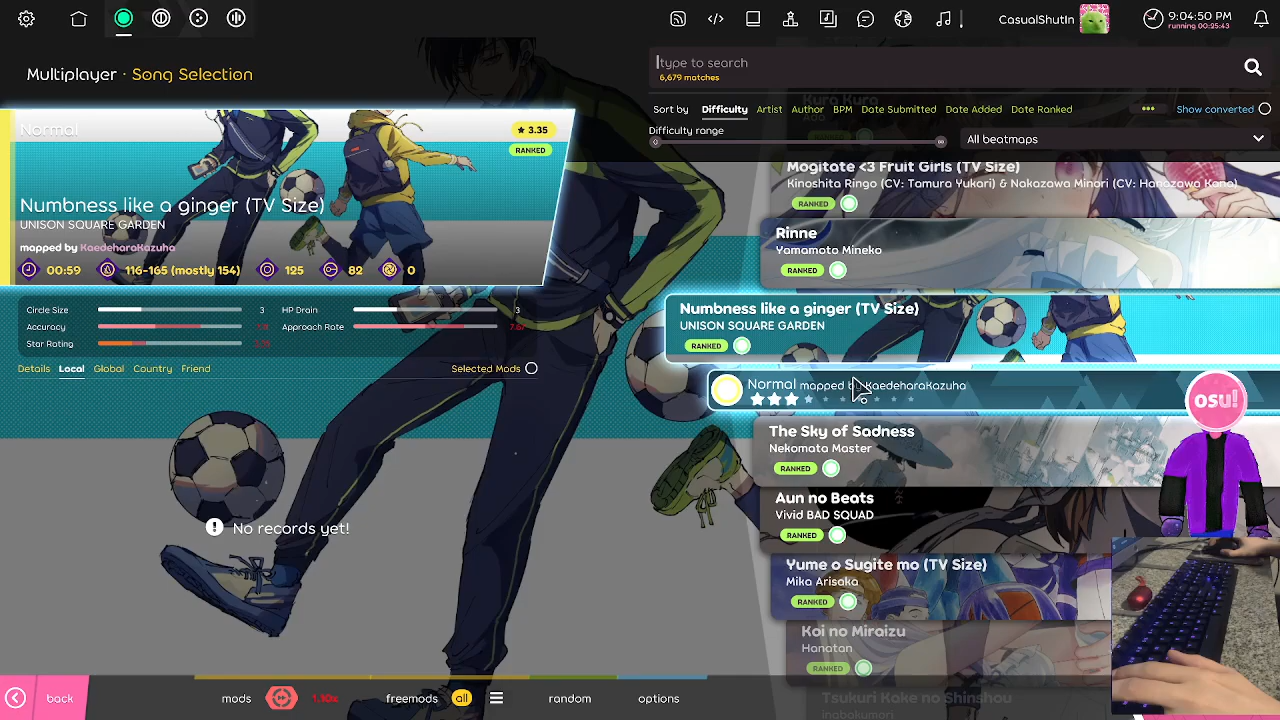 CasualShutIn
9:04:50 PM
running 00:25:43
Multiplayer · Song Selection
type to search
6,679 matches
Sort by Difficulty Artist Author BPM Date Submitted Date Added Date Ranked ••• Show converted
Difficulty range
All beatmaps
Normal
3.35
RANKED
Numbness like a ginger (TV Size)
UNISON SQUARE GARDEN
mapped by KaedeharaKazuha
00:59 116-165 (mostly 154) 125 82 0
Circle Size 3 HP Drain 3
Accuracy Approach Rate
Star Rating
Details Local Global Country Friend Selected Mods
No records yet!
Kura Kura
Ado
Mogitate <3 Fruit Girls (TV Size)
Kinoshita Ringo (CV: Tamura Yukari) & Nakazawa Minori (CV: Hanazawa Kana)
RANKED
Rinne
Yamamoto Mineko
RANKED
Numbness like a ginger (TV Size)
UNISON SQUARE GARDEN
RANKED
Normal mapped by KaedeharaKazuha
osu!
The Sky of Sadness
Nekomata Master
RANKED
Aun no Beats
Vivid BAD SQUAD
RANKED
Yume o Sugite mo (TV Size)
Mika Arisaka
RANKED
Koi no Miraizu
Hanatan
RANKED
Tsukuri Kake no Shinshou
inabakumori
back
mods 1.10x freemods all random options